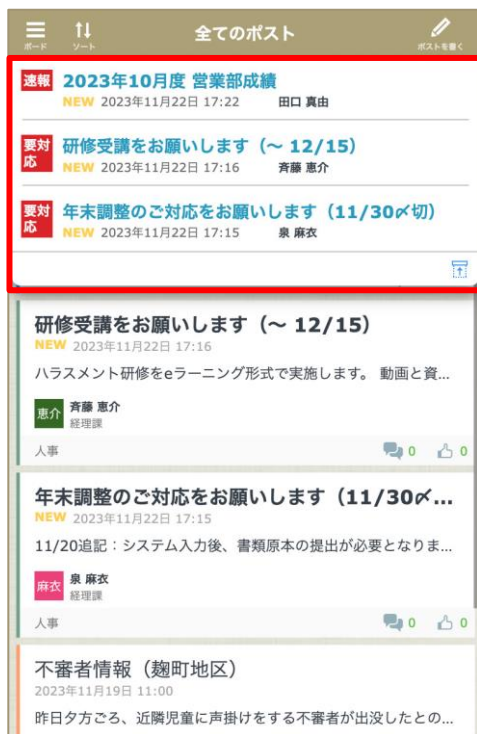 全てのポスト
ボード
ソート
ポストを書く
速報 2023年10月度 営業部成績
NEW 2023年11月22日 17:22 田口 真由
要対応 研修受講をお願いします（～ 12/15）
NEW 2023年11月22日 17:16 斉藤 恵介
要対応 年末調整のご対応をお願いします（11/30〆切）
NEW 2023年11月22日 17:15 泉 麻衣
研修受講をお願いします（～ 12/15）
NEW 2023年11月22日 17:16
ハラスメント研修をeラーニング形式で実施します。 動画と資...
恵介 斉藤 恵介
経理課
人事 0 0
年末調整のご対応をお願いします（11/30〆...
NEW 2023年11月22日 17:15
11/20追記：システム入力後、書類原本の提出が必要となりま...
麻衣 泉 麻衣
経理課
人事 0 0
不審者情報（麹町地区）
2023年11月19日 11:00
昨日夕方ごろ、近隣児童に声掛けをする不審者が出没したとの...